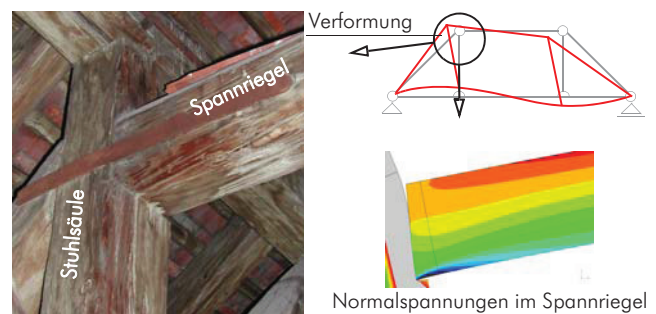 Verformung
Spannriegel
Stuhlsäule
Normalspannungen im Spannriegel